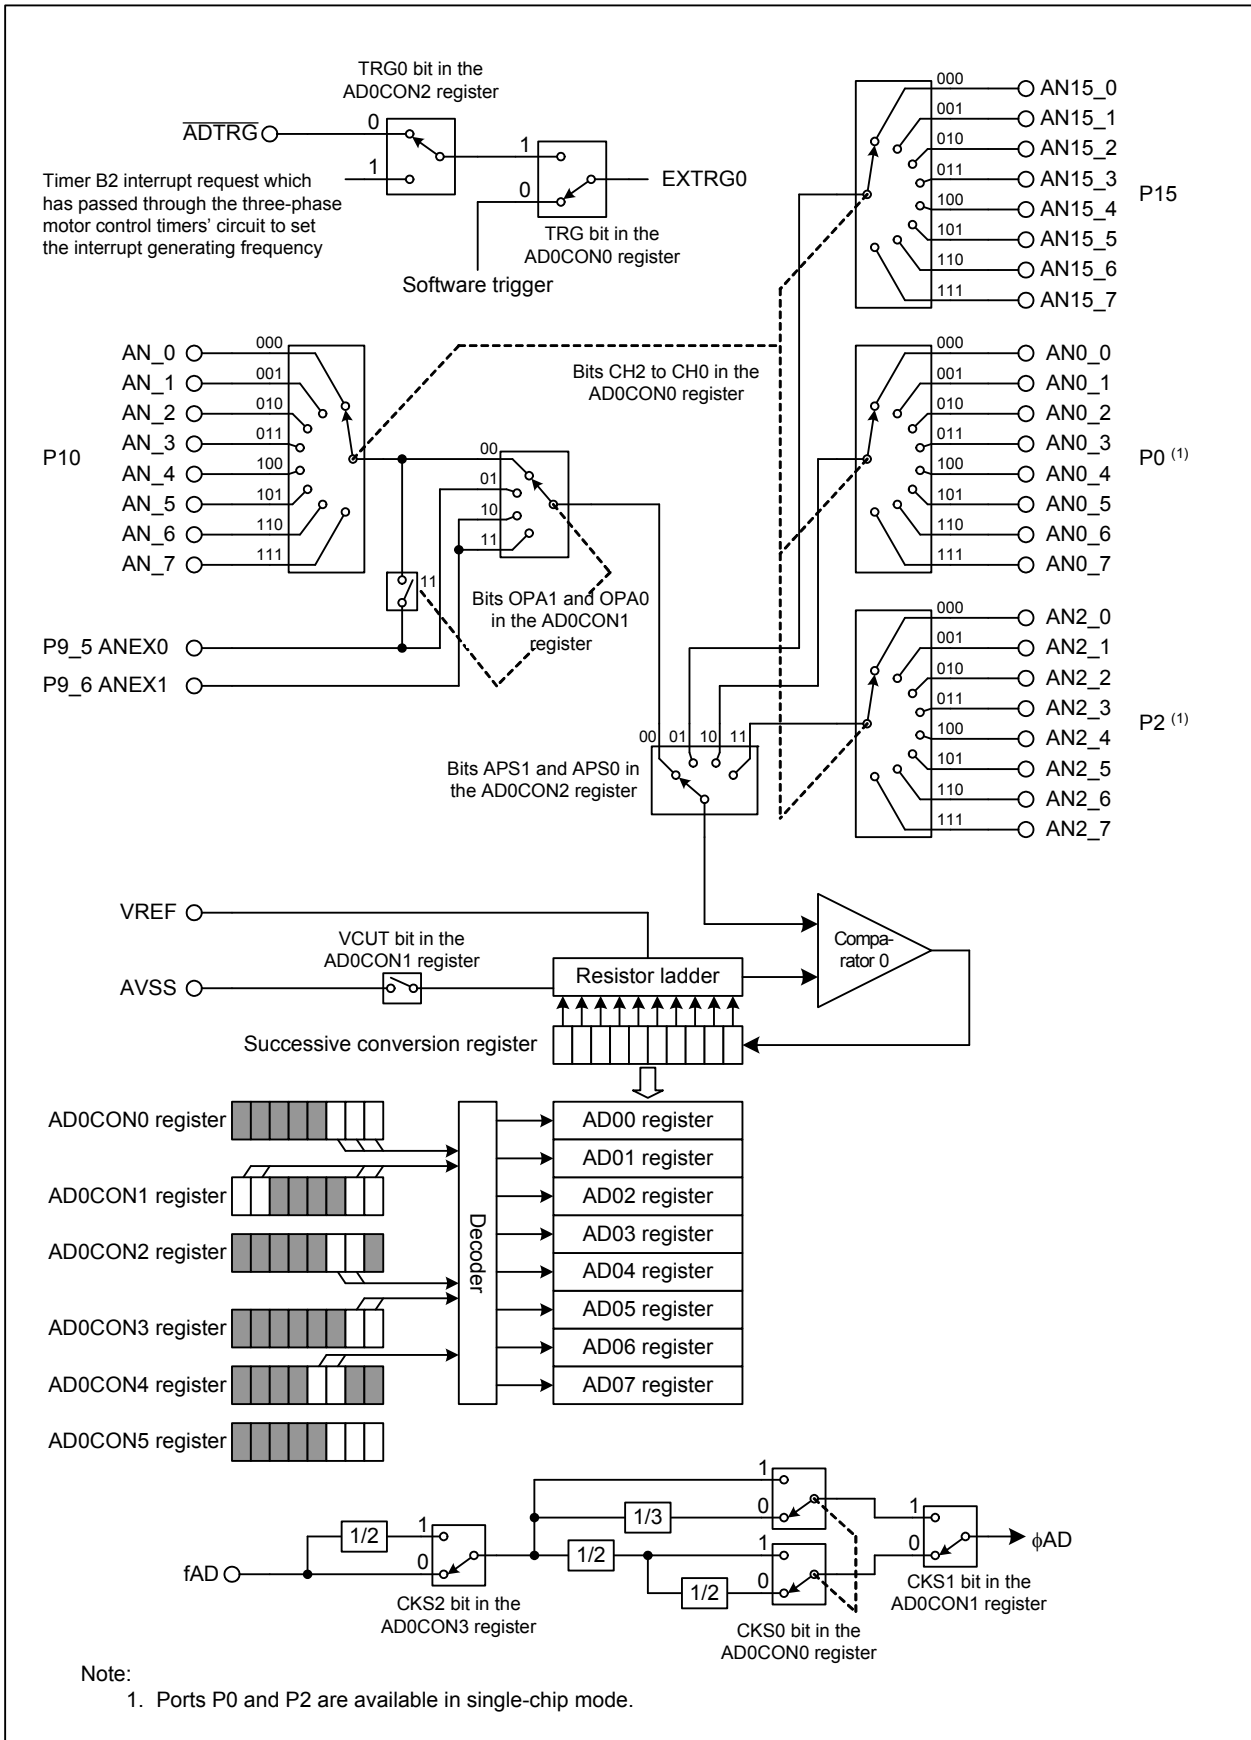 TRG0 bit in the
AD0CON2 register
ADTRG
0
1
1
0
EXTRG0
Timer B2 interrupt request which
has passed through the three-phase
motor control timers' circuit to set
the interrupt generating frequency
TRG bit in the
AD0CON0 register
Software trigger
000
001
010
011
100
101
110
111
AN15_0
AN15_1
AN15_2
AN15_3
AN15_4
AN15_5
AN15_6
AN15_7
P15
P10
AN_0
AN_1
AN_2
AN_3
AN_4
AN_5
AN_6
AN_7
000
001
010
011
100
101
110
111
Bits CH2 to CH0 in the
AD0CON0 register
00
01
10
11
11
Bits OPA1 and OPA0
in the AD0CON1
register
P9_5 ANEX0
P9_6 ANEX1
000
001
010
011
100
101
110
111
AN0_0
AN0_1
AN0_2
AN0_3
AN0_4
AN0_5
AN0_6
AN0_7
P0 (1)
000
001
010
011
100
101
110
111
AN2_0
AN2_1
AN2_2
AN2_3
AN2_4
AN2_5
AN2_6
AN2_7
P2 (1)
00 01 10 11
Bits APS1 and APS0 in
the AD0CON2 register
VREF
VCUT bit in the
AD0CON1 register
AVSS
Resistor ladder
Compa-
rator 0
Successive conversion register
AD0CON0 register
AD0CON1 register
AD0CON2 register
AD0CON3 register
AD0CON4 register
AD0CON5 register
Decoder
AD00 register
AD01 register
AD02 register
AD03 register
AD04 register
AD05 register
AD06 register
AD07 register
fAD
1/2
1
0
CKS2 bit in the
AD0CON3 register
1/3
1
0
1/2
1/2
1
0
CKS0 bit in the
AD0CON0 register
1
0
CKS1 bit in the
AD0CON1 register
ϕAD
Note:
1. Ports P0 and P2 are available in single-chip mode.